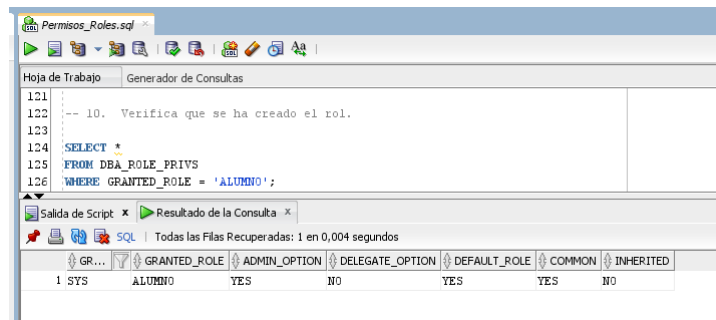 Permisos_Roles.sql
Hoja de Trabajo Generador de Consultas
121
122 -- 10. Verifica que se ha creado el rol.
123
124 SELECT *
125 FROM DBA_ROLE_PRIVS
126 WHERE GRANTED_ROLE = 'ALUMNO';
Salida de Script x Resultado de la Consulta x
SQL | Todas las Filas Recuperadas: 1 en 0,004 segundos
GR... GRANTED_ROLE ADMIN_OPTION DELEGATE_OPTION DEFAULT_ROLE COMMON INHERITED
1 SYS ALUMNO YES NO YES YES NO